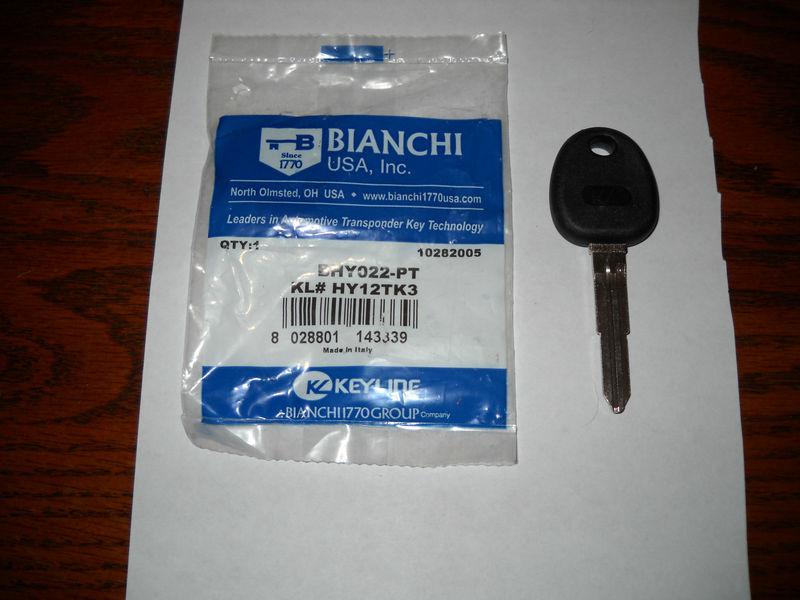 B
Since
1770
BIANCHI
USA, Inc.
North Olmsted, OH USA • www.bianchi1770usa.com
Leaders in Automotive Transponder Key Technology
QTY:1
10282005
BHY022-PT
KL# HY12TK3
8 028801 143339
Made in Italy
KEYLINE
BIANCHI1770GROUP Company